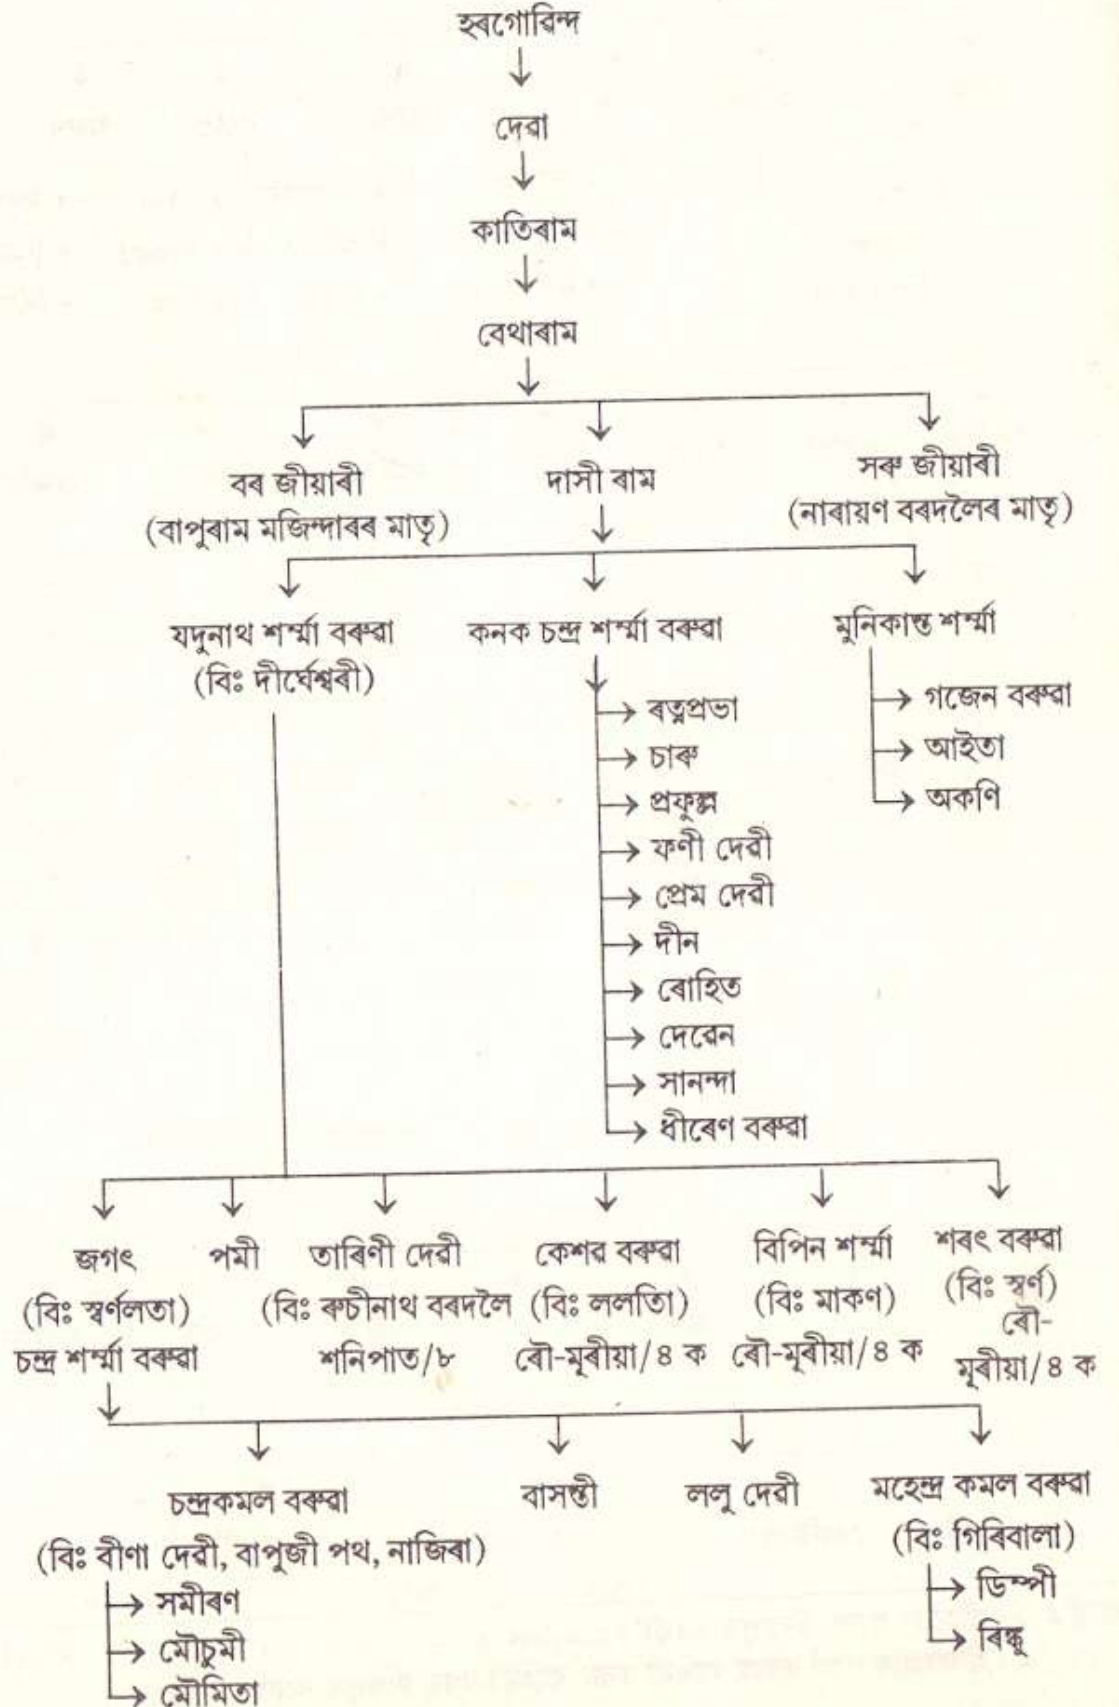 হৰগোৱিন্দ
দেৱা
কাতিৰাম
বেথাৰাম
বৰ জীয়াৰী
(বাপুৰাম মজিন্দাৰৰ মাতৃ)
দাসী ৰাম
সৰু জীয়াৰী
(নাৰায়ণ বৰদলৈৰ মাতৃ)
যদুনাথ শৰ্ম্মা বৰুৱা
(বিঃ দীৰ্ঘেশ্বৰী)
কনক চন্দ্ৰ শৰ্ম্মা বৰুৱা
মুনিকান্ত শৰ্ম্মা
ৰত্নপ্ৰভা
চাৰু
প্ৰফুল্ল
ফণী দেৱী
প্ৰেম দেৱী
দীন
ৰোহিত
দেৱেন
সানন্দা
ধীৰেণ বৰুৱা
গজেন বৰুৱা
আইতা
অকণি
জগৎ
(বিঃ স্বৰ্ণলতা)
চন্দ্ৰ শৰ্ম্মা বৰুৱা
পমী
তাৰিণী দেৱী
(বিঃ ৰুচীনাথ বৰদলৈ
শনিপাত/৮
কেশৱ বৰুৱা
(বিঃ ললতিা)
ৰৌ-মূৰীয়া/৪ ক
বিপিন শৰ্ম্মা
(বিঃ মাকণ)
ৰৌ-মূৰীয়া/৪ ক
শৰৎ বৰুৱা
(বিঃ স্বৰ্ণ)
ৰৌ-
মূৰীয়া/৪ ক
চন্দ্ৰকমল বৰুৱা
(বিঃ বীণা দেৱী, বাপুজী পথ, নাজিৰা)
সমীৰণ
মৌচুমী
মৌমিতা
বাসন্তী
ললু দেৱী
মহেন্দ্ৰ কমল বৰুৱা
(বিঃ গিৰিবালা)
ডিম্পী
ৰিঙ্কু